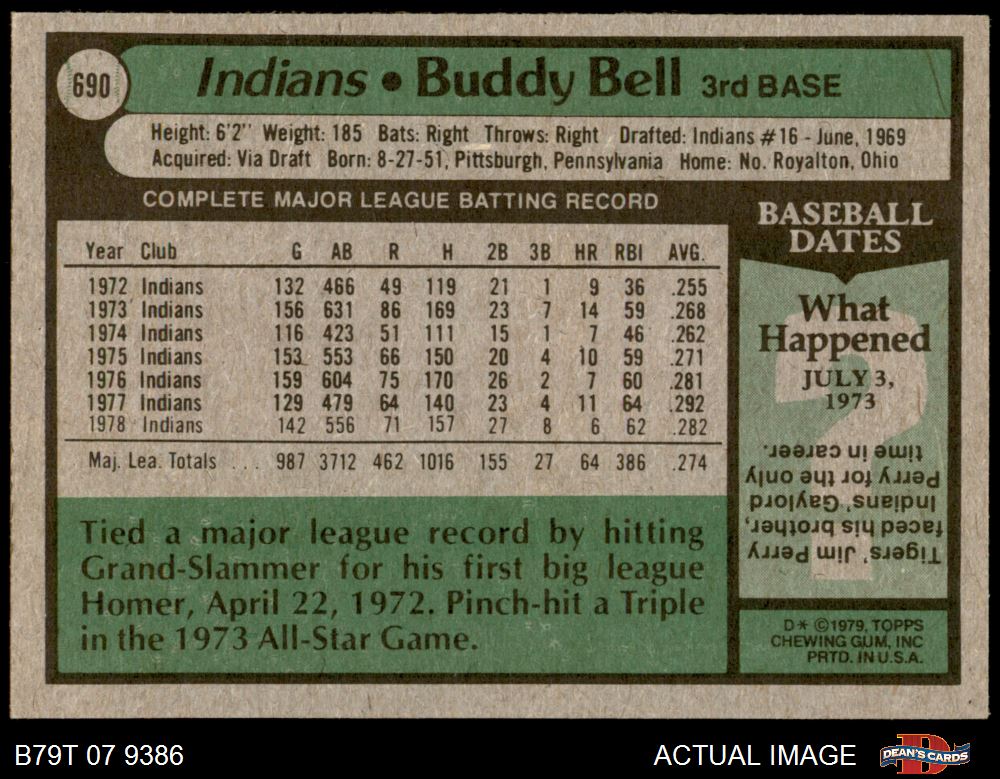 690
Indians • Buddy Bell 3rd BASE
Height: 6'2" Weight: 185 Bats: Right Throws: Right Drafted: Indians #16 - June, 1969
Acquired: Via Draft Born: 8-27-51, Pittsburgh, Pennsylvania Home: No. Royalton, Ohio
COMPLETE MAJOR LEAGUE BATTING RECORD
Year Club G AB R H 2B 3B HR RBI AVG.
1972 Indians 132 466 49 119 21 1 9 36 .255
1973 Indians 156 631 86 169 23 7 14 59 .268
1974 Indians 116 423 51 111 15 1 7 46 .262
1975 Indians 153 553 66 150 20 4 10 59 .271
1976 Indians 159 604 75 170 26 2 7 60 .281
1977 Indians 129 479 64 140 23 4 11 64 .292
1978 Indians 142 556 71 157 27 8 6 62 .282
Maj. Lea. Totals ... 987 3712 462 1016 155 27 64 386 .274
Tied a major league record by hitting
Grand-Slammer for his first big league
Homer, April 22, 1972. Pinch-hit a Triple
in the 1973 All-Star Game.
BASEBALL
DATES
?
What
Happened
JULY 3,
1973
Tigers' Jim Perry
faced his brother,
Indians' Gaylord
Perry for the only
time in career.
D* ©1979, TOPPS
CHEWING GUM, INC
PRTD. IN U.S.A.
B79T 07 9386
ACTUAL IMAGE
D
DEAN'S CARDS